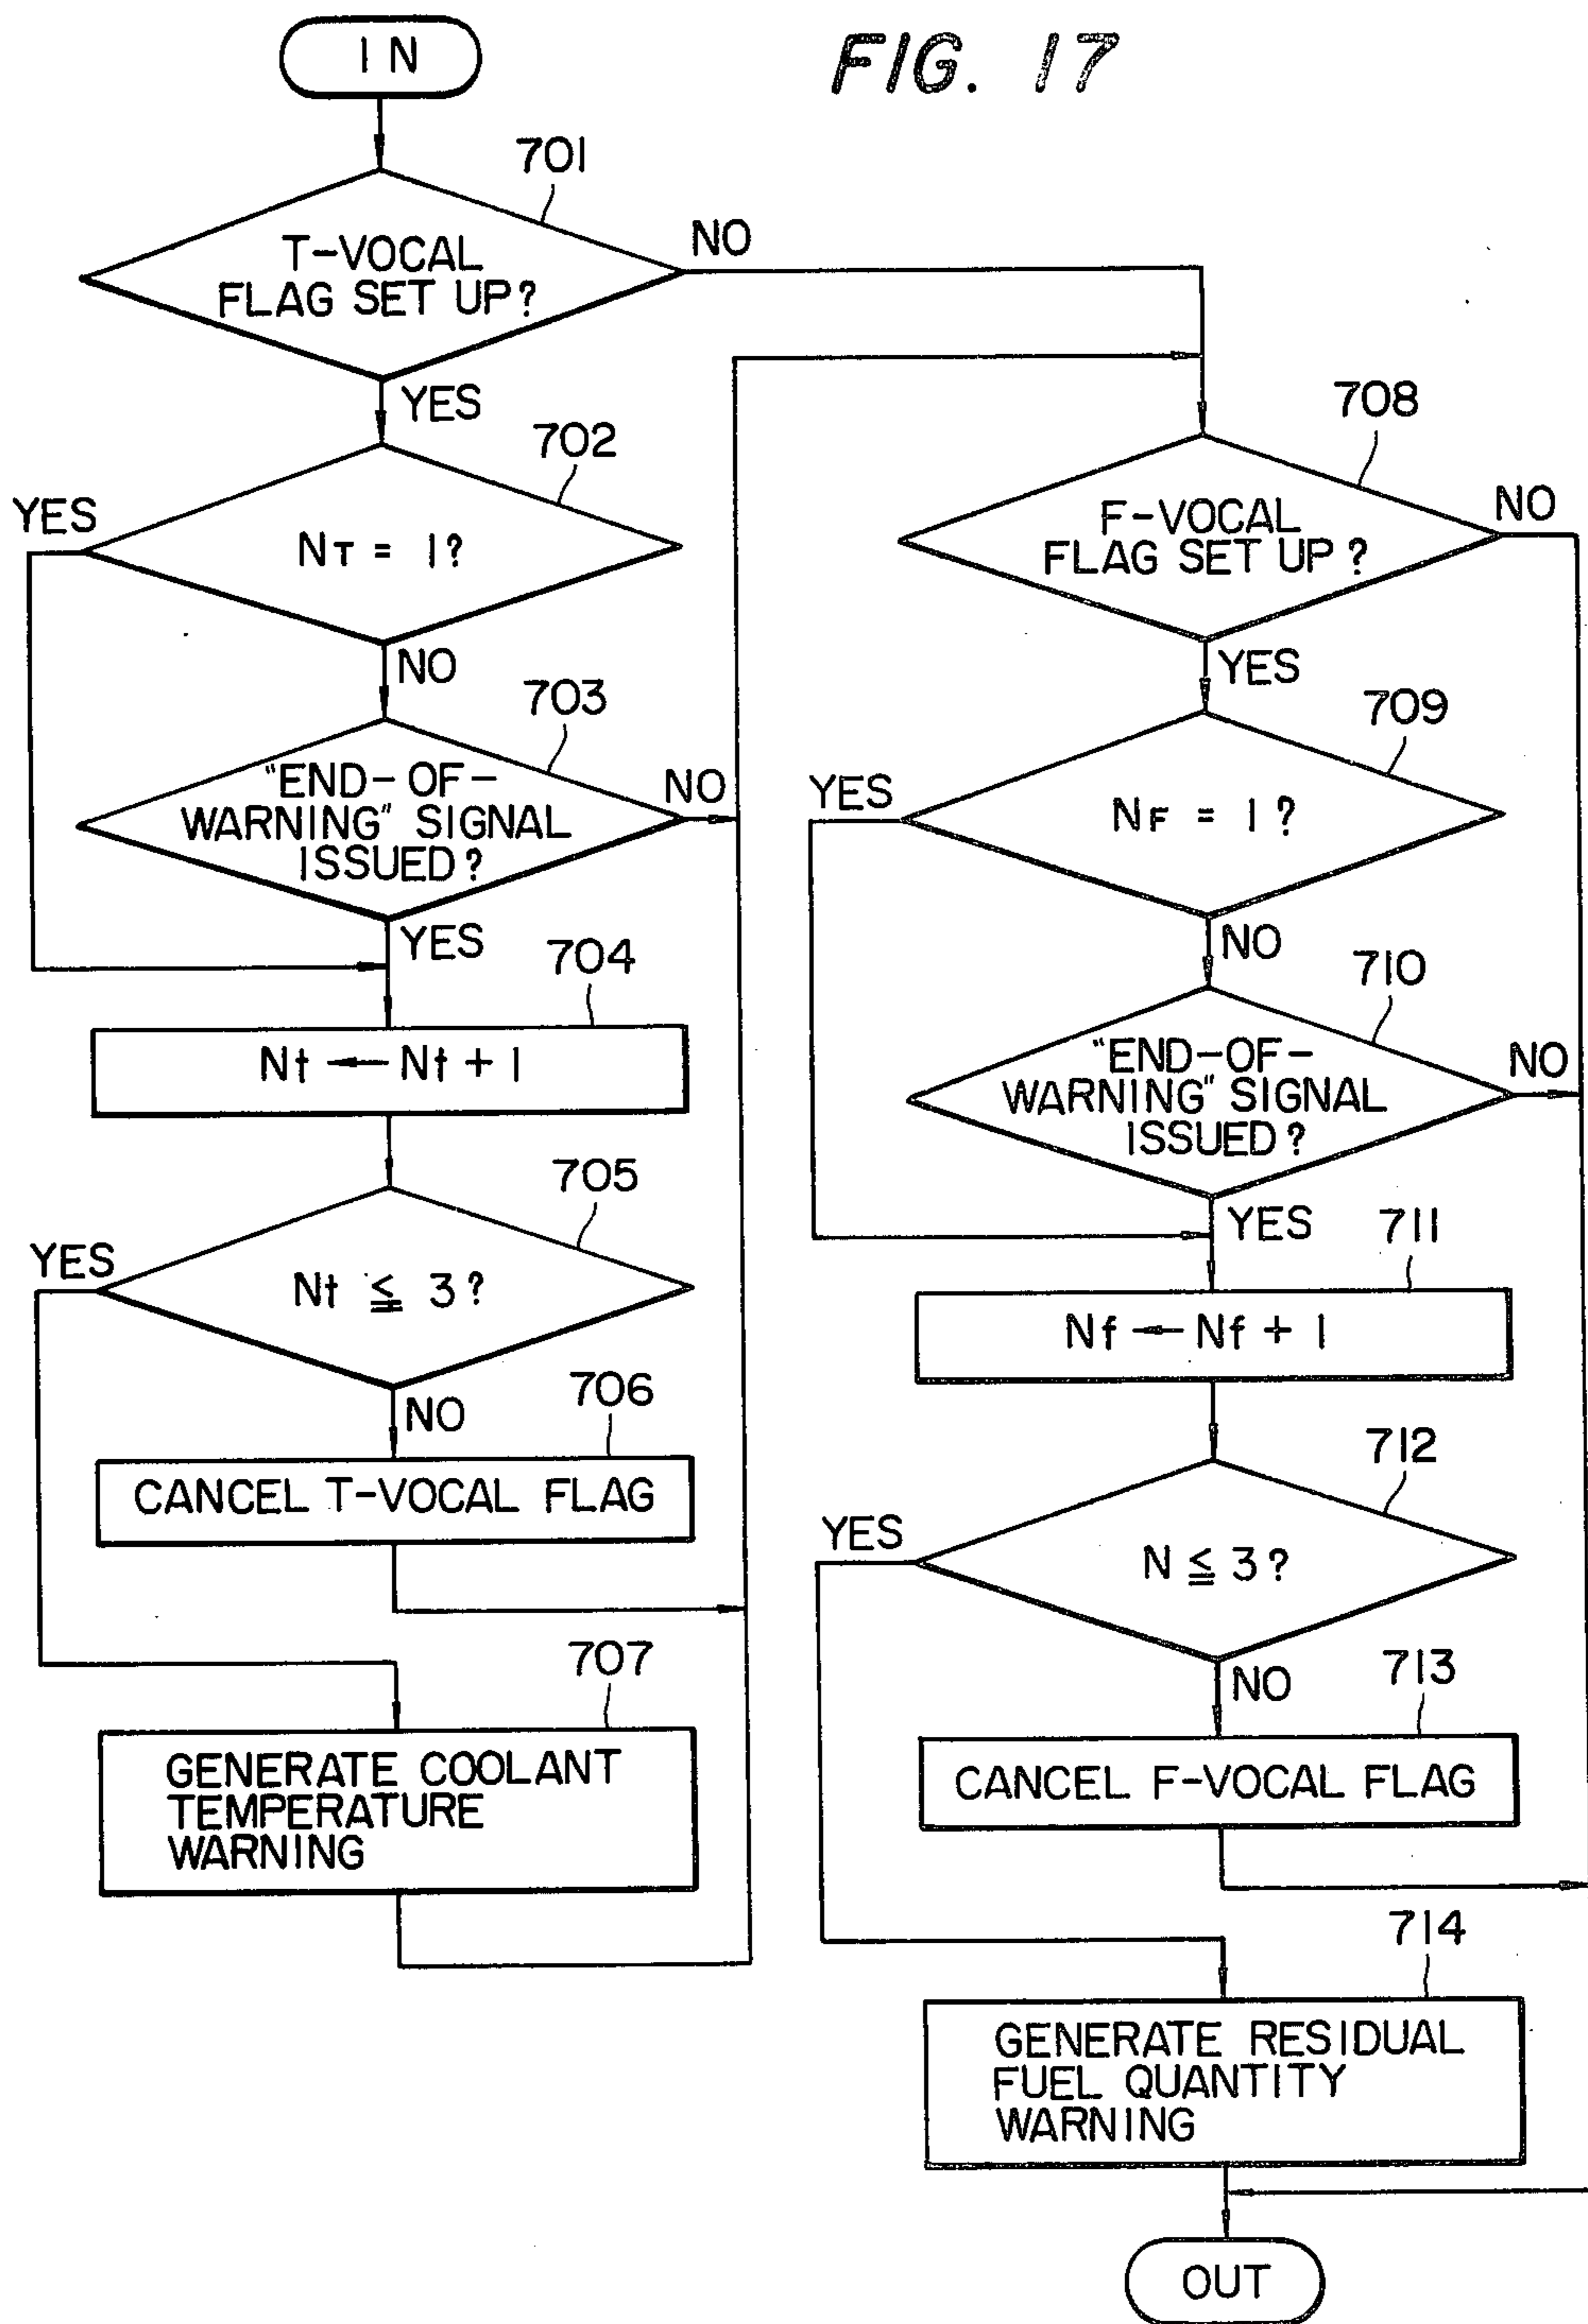 FIG. 17
IN
701
T-VOCAL
FLAG SET UP?
NO
YES
702
YES
NT = 1?
NO
703
"END-OF-
WARNING" SIGNAL
ISSUED?
NO
YES
704
Nt ← Nt + 1
705
YES
Nt ≦ 3?
NO
706
CANCEL T-VOCAL FLAG
707
GENERATE COOLANT
TEMPERATURE
WARNING
708
F-VOCAL
FLAG SET UP?
NO
YES
709
YES
NF = 1?
NO
710
"END-OF-
WARNING" SIGNAL
ISSUED?
NO
YES
711
Nf ← Nf + 1
712
YES
N ≦ 3?
NO
713
CANCEL F-VOCAL FLAG
714
GENERATE RESIDUAL
FUEL QUANTITY
WARNING
OUT